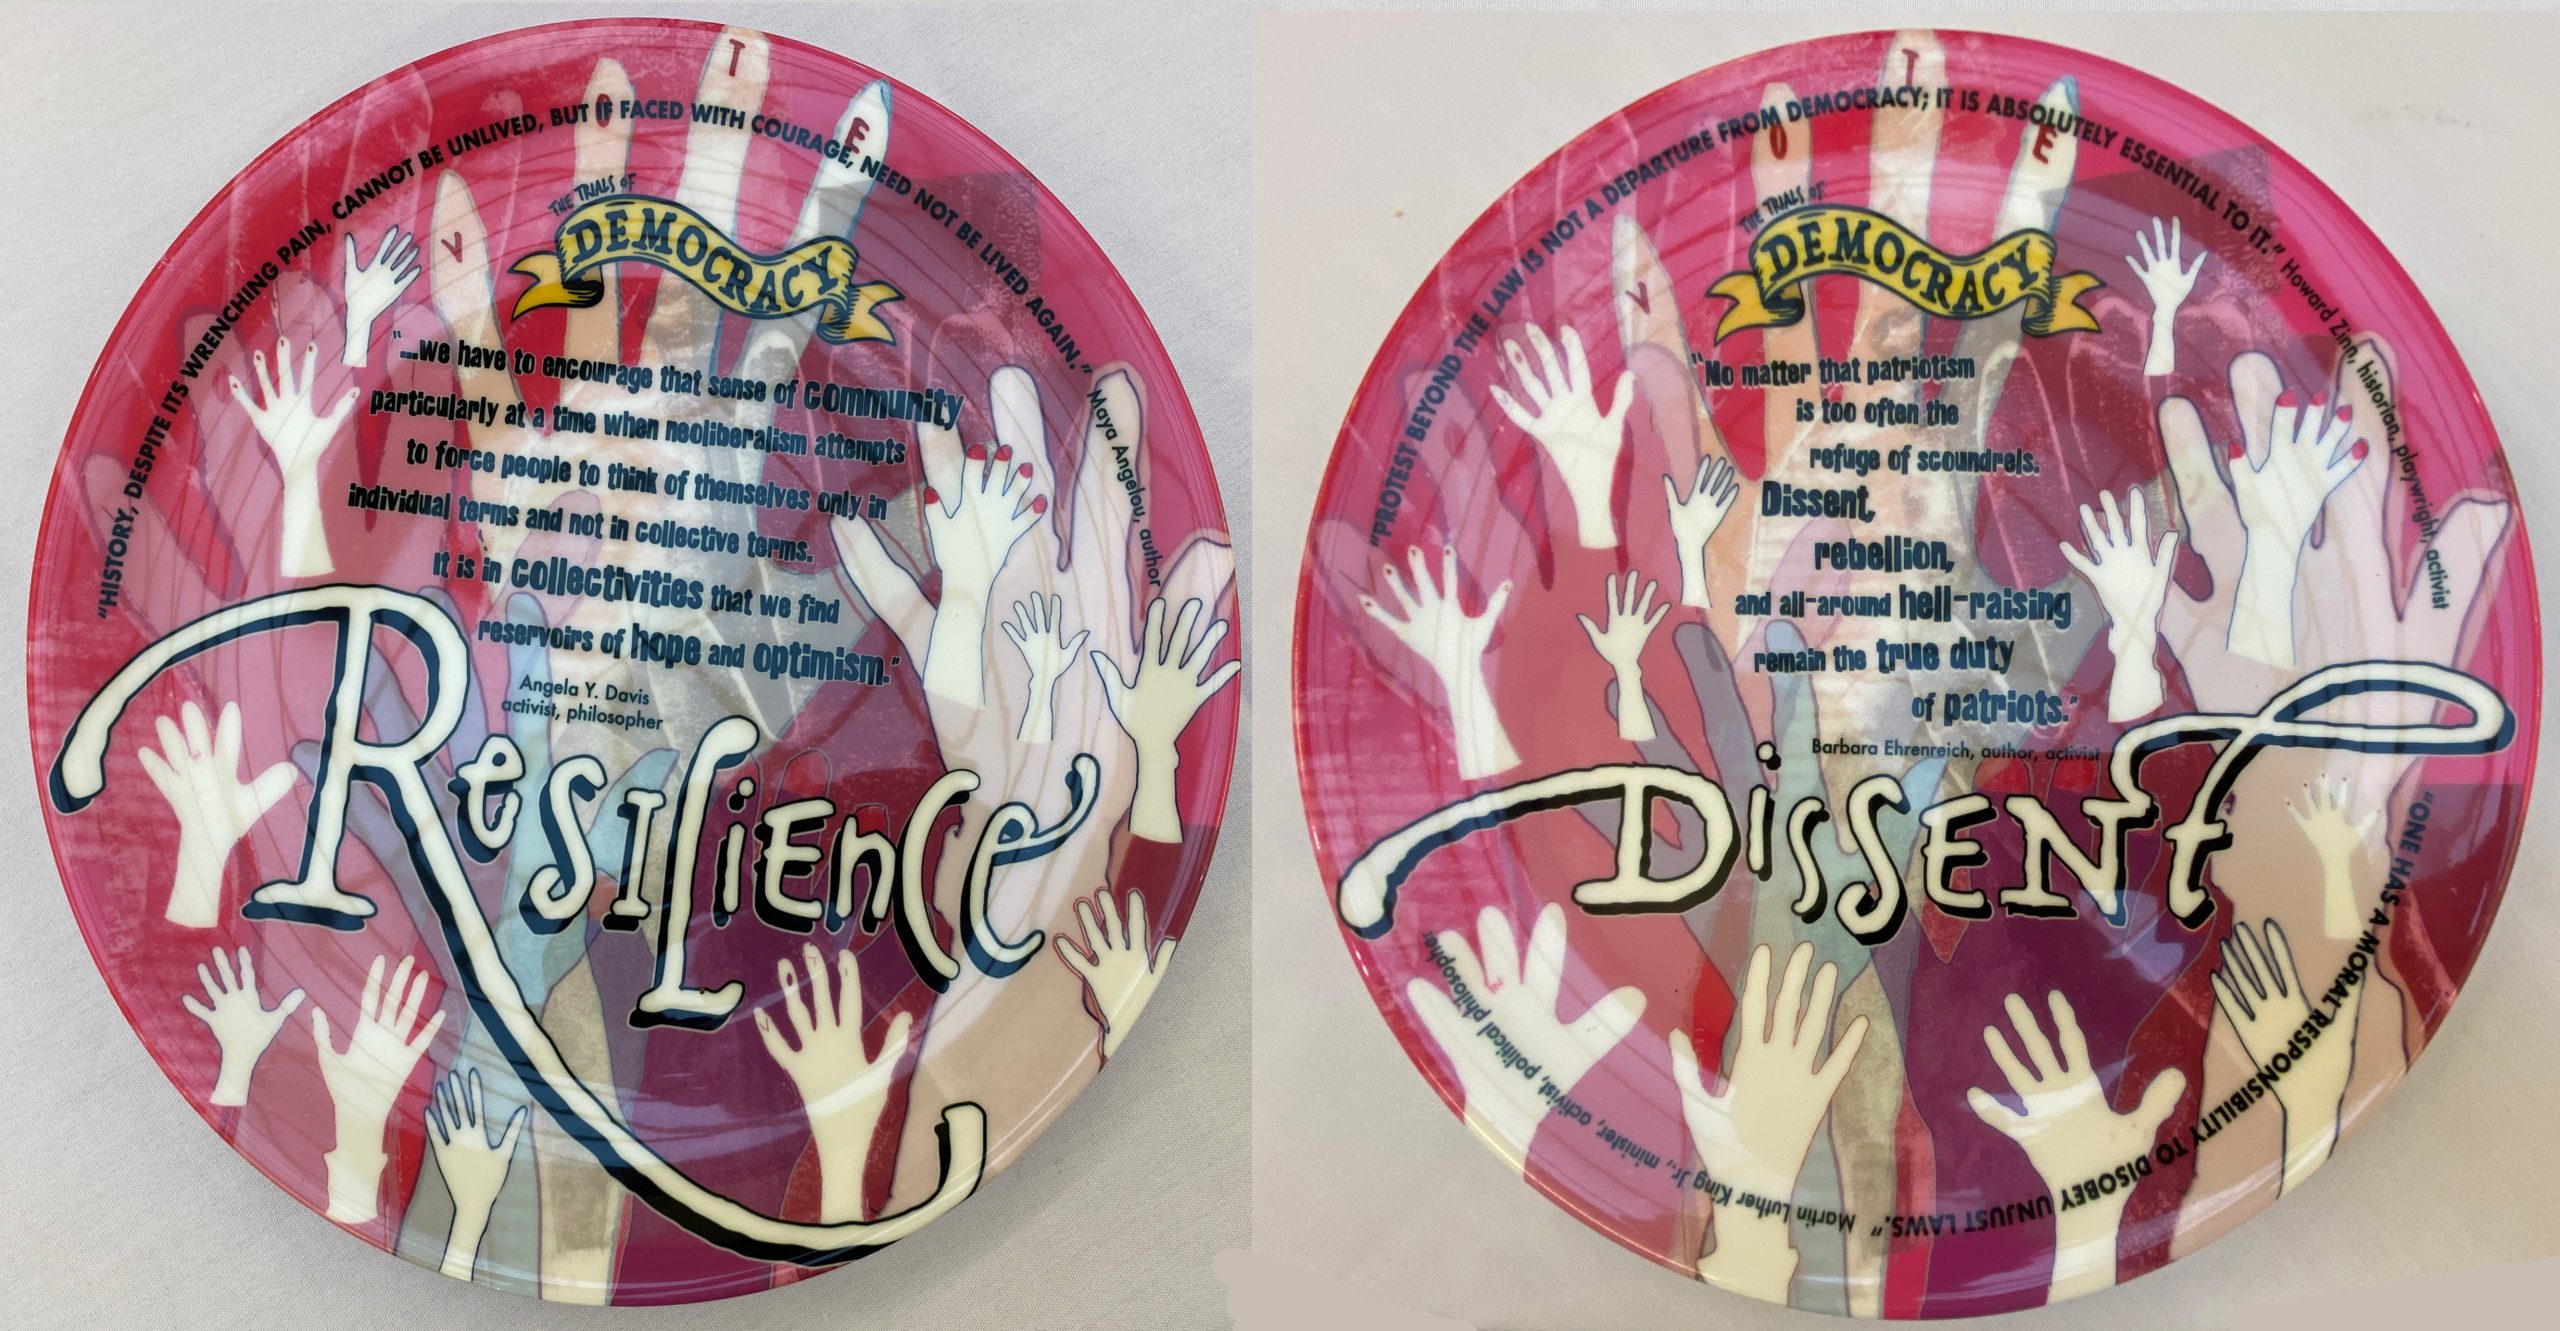 V O T E
"HISTORY, DESPITE ITS WRENCHING PAIN, CANNOT BE UNLIVED, BUT IF FACED WITH COURAGE, NEED NOT BE LIVED AGAIN."
Maya Angelou, author
THE TRIALS OF
DEMOCRACY
"...we have to encourage that sense of community
particularly at a time when neoliberalism attempts
to force people to think of themselves only in
individual terms and not in collective terms.
It is in collectivities that we find
reservoirs of hope and optimism."
Angela Y. Davis
activist, philosopher
ResiLiEnce
V O T E
"PROTEST BEYOND THE LAW IS NOT A DEPARTURE FROM DEMOCRACY; IT IS ABSOLUTELY ESSENTIAL TO IT."
Howard Zinn, historian, playwright, activist
THE TRIALS OF
DEMOCRACY
"No matter that patriotism
is too often the
refuge of scoundrels.
Dissent,
rebellion,
and all-around hell-raising
remain the true duty
of patriots."
Barbara Ehrenreich, author, activist
DissENt
"ONE HAS A MORAL RESPONSIBILITY TO DISOBEY UNJUST LAWS."
Martin Luther King Jr., minister, activist, political philosopher